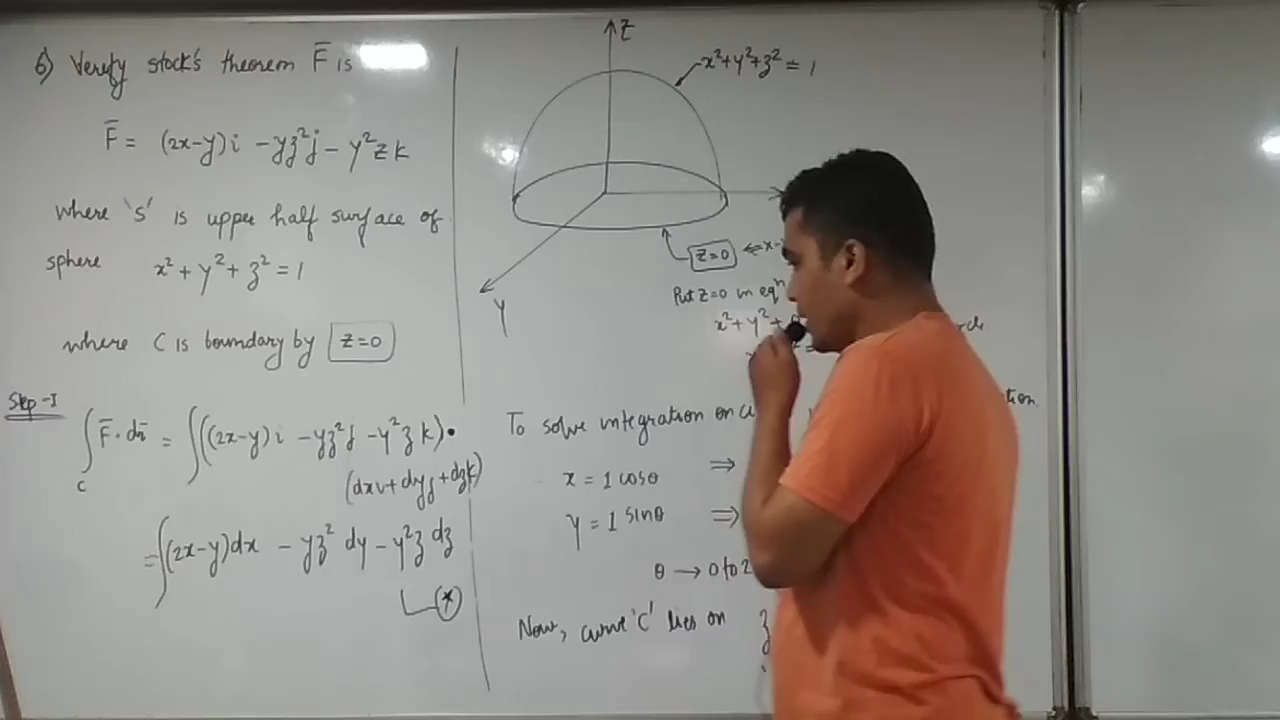 6) Verify stock's theorem F̅ is
F̅ = (2x-y)i - yz²j - y²zk
where 's' is upper half surface of
sphere x² + y² + z² = 1
where C is boundary by z=0
Step-I
∫ F̅ · dr̅ = ∫((2x-y)i - yz²j - y²zk)·
C
(dxi+dyj+dzk)
= ∫(2x-y)dx - yz² dy - y²z dz
*
Z
x²+y²+z² = 1
Y
z=0 ⇐ x-
Put z=0 in eqⁿ
x² + y² +
To solve integration on
x = 1 cosθ ⇒
y = 1 sinθ ⇒
θ → 0 to 2
Now, curve 'C' lies on z